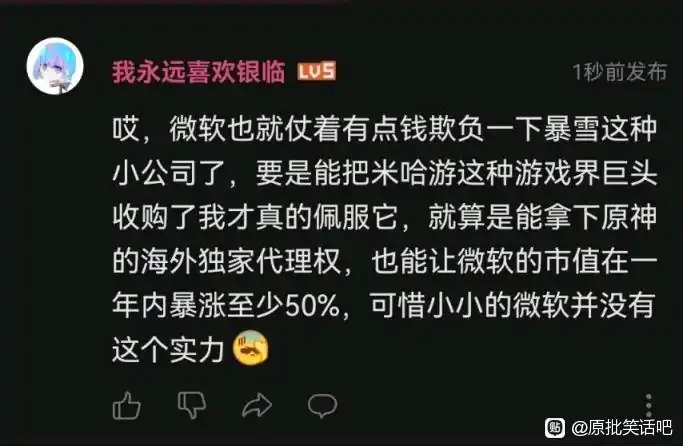 我永远喜欢银临 LV5 1秒前发布
哎，微软也就仗着有点钱欺负一下暴雪这种
小公司了，要是能把米哈游这种游戏界巨头
收购了我才真的佩服它，就算是能拿下原神
的海外独家代理权，也能让微软的市值在一
年内暴涨至少50%，可惜小小的微软并没有
这个实力
贴 @原批笑话吧